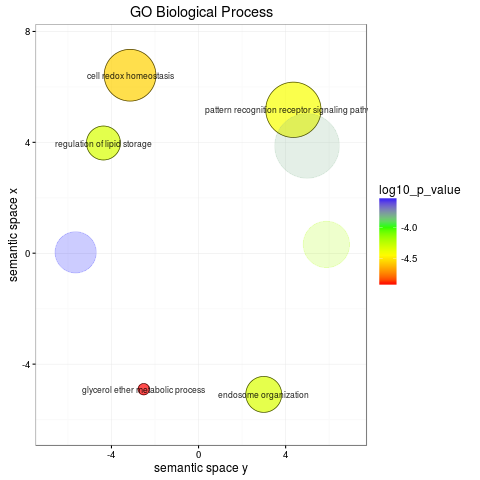 GO Biological Process
8
cell redox homeostasis
pattern recognition receptor signaling path
4
regulation of lipid storage
log10_p_value
-4.0
-4.5
semantic space x
0
-4
glycerol ether metabolic process
endosome organization
-4
0
4
semantic space y